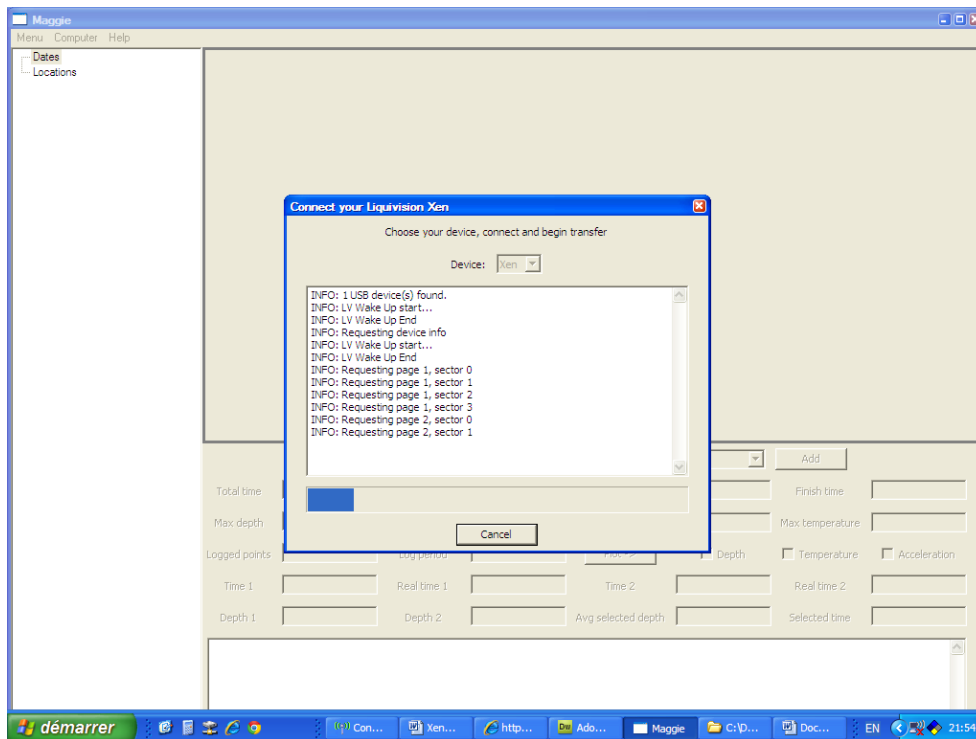 Maggie
Menu Computer Help
Dates
Locations
Connect your Liquivision Xen
Choose your device, connect and begin transfer
Device: Xen
INFO: 1 USB device(s) found.
INFO: LV Wake Up start...
INFO: LV Wake Up End
INFO: Requesting device info
INFO: LV Wake Up start...
INFO: LV Wake Up End
INFO: Requesting page 1, sector 0
INFO: Requesting page 1, sector 1
INFO: Requesting page 1, sector 2
INFO: Requesting page 1, sector 3
INFO: Requesting page 2, sector 0
INFO: Requesting page 2, sector 1
Cancel
Add
Total time Finish time
Max depth Max temperature
Logged points Log period Plot -> Depth Temperature Acceleration
Time 1 Real time 1 Time 2 Real time 2
Depth 1 Depth 2 Avg selected depth Selected time
démarrer Con... Xen... http... Dw Ado... Maggie C:\D... Doc... EN 21:54